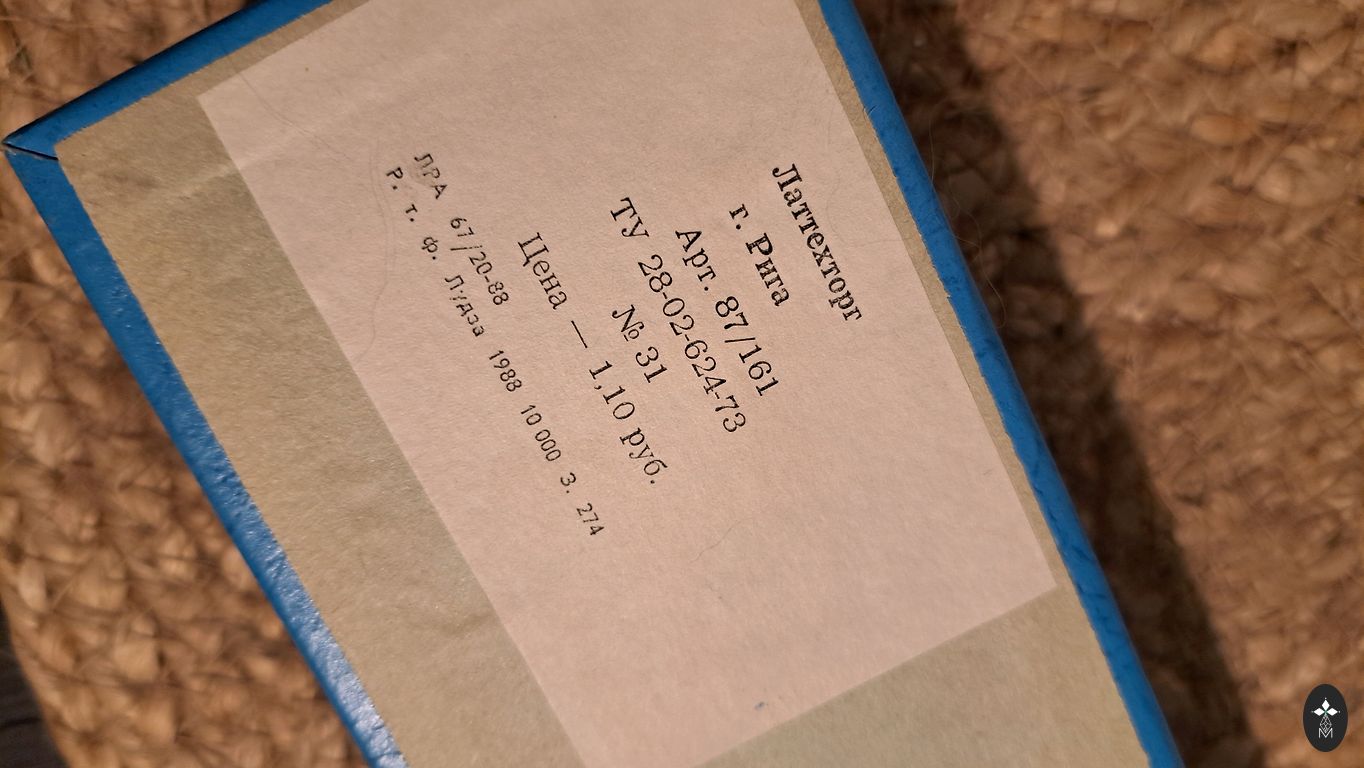 Латтехторг
г. Рига
Арт. 87/161
ТУ 28-02-624-73
№ 31
Цена — 1,10 руб.
ЛРА 67/20-88
Р. т. ф. Лудза 1988 10 000 З. 274
M